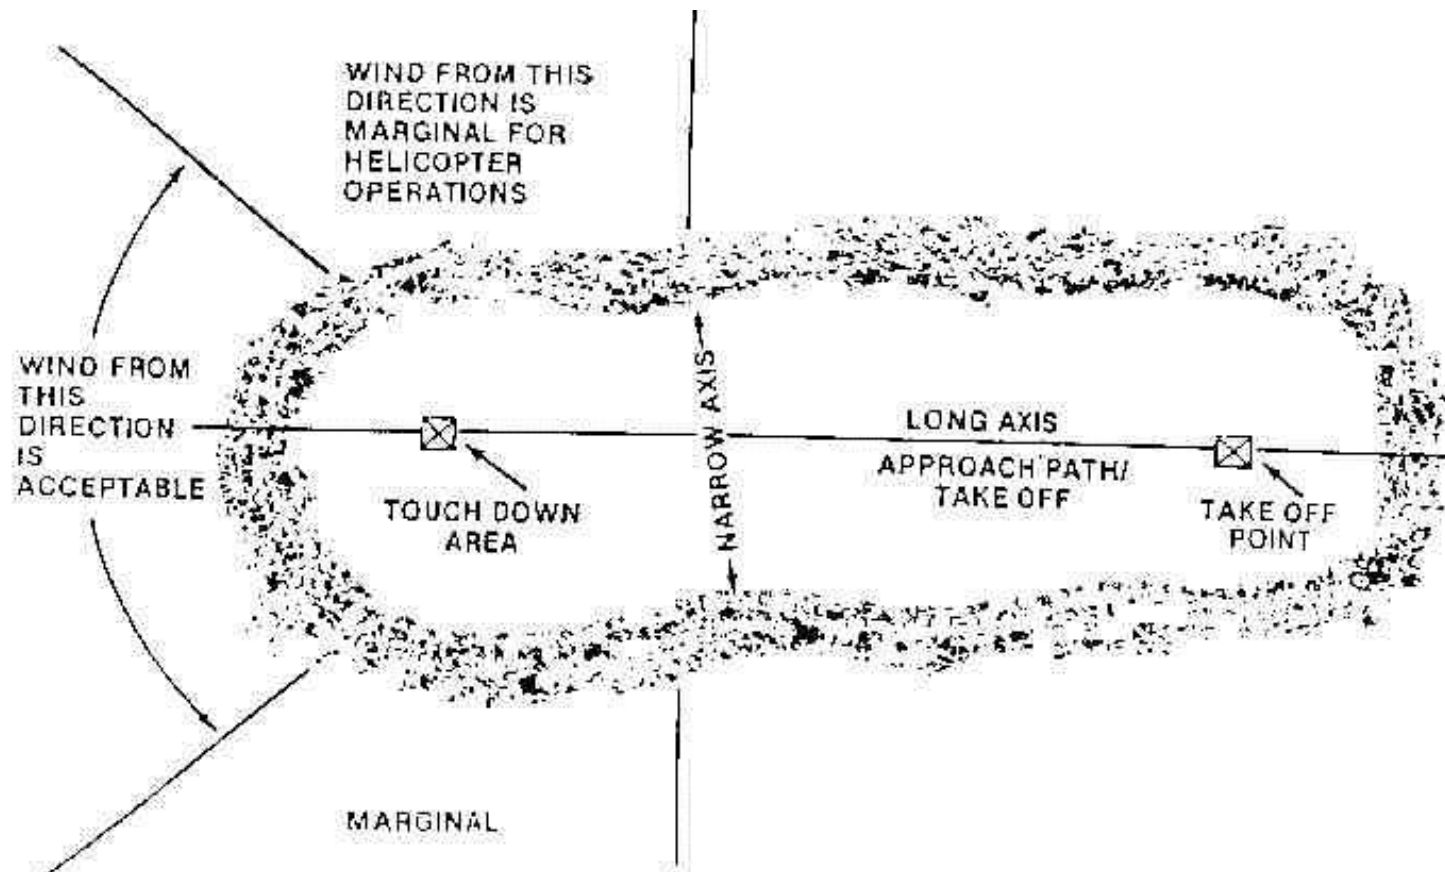 WIND FROM THIS
DIRECTION IS
MARGINAL FOR
HELICOPTER
OPERATIONS
WIND FROM
THIS
DIRECTION
IS
ACCEPTABLE
TOUCH DOWN
AREA
NARROW AXIS
LONG AXIS
APPROACH PATH/
TAKE OFF
TAKE OFF
POINT
MARGINAL